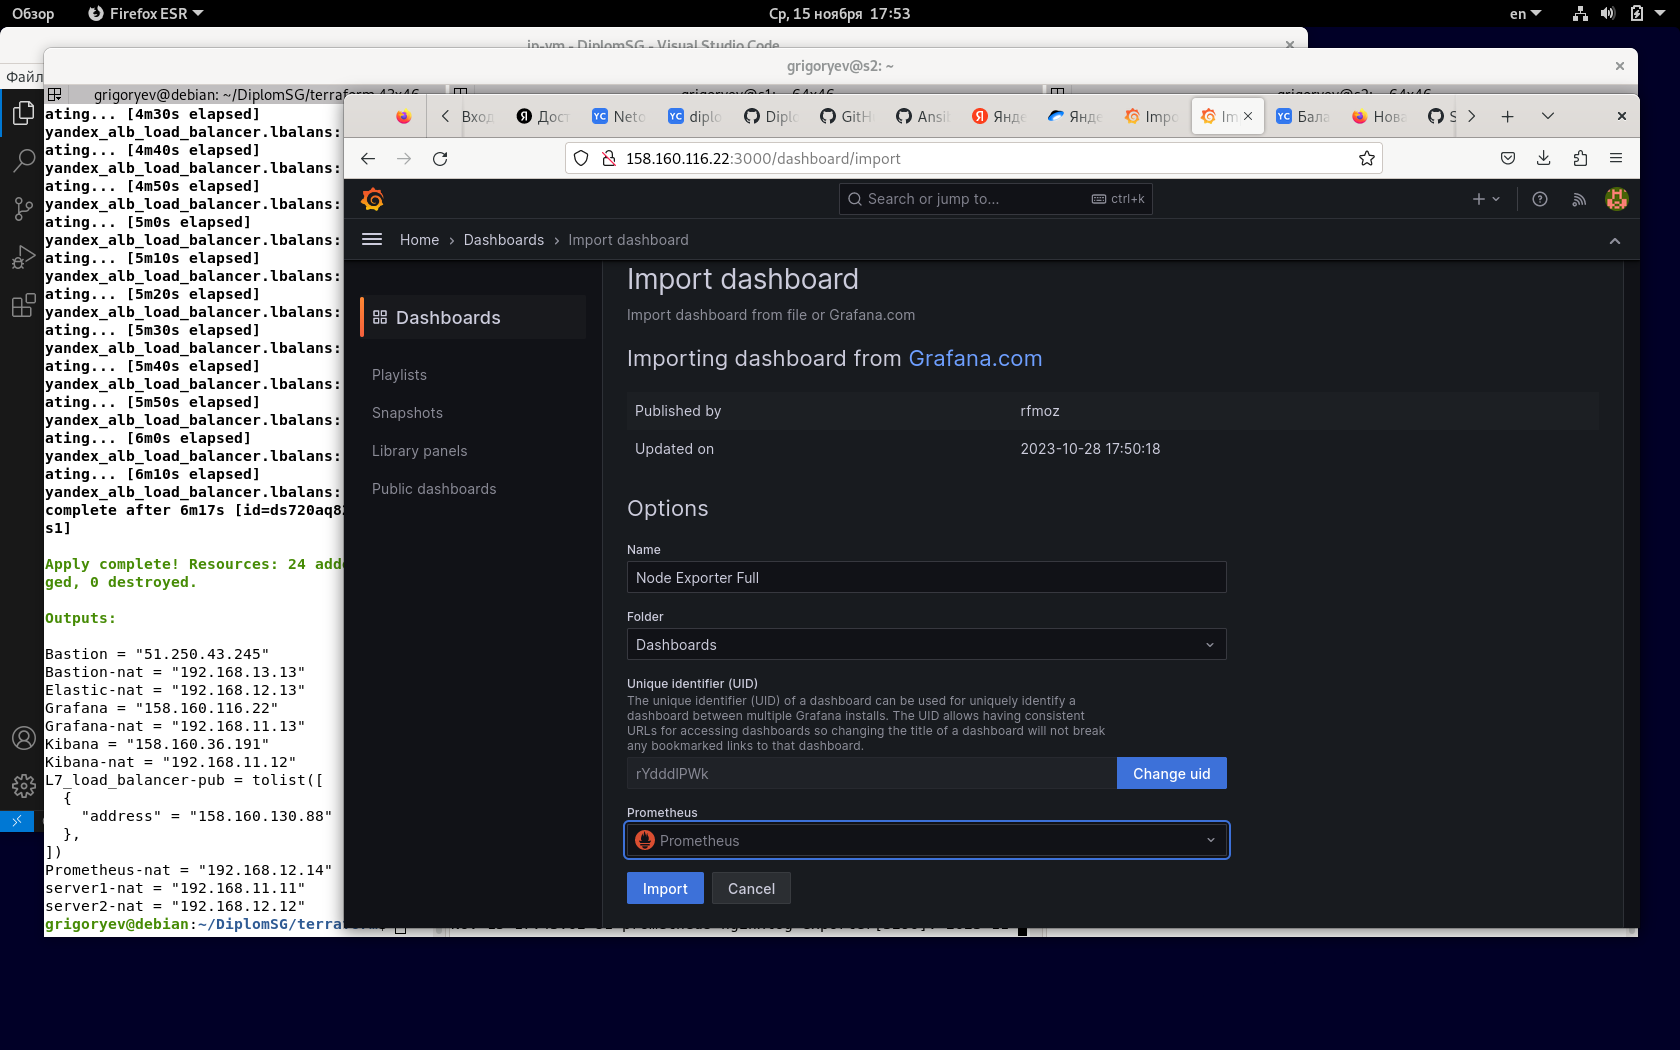 Обзор
Firefox ESR
Ср, 15 ноября 17:53
en
ip-vm - DiplomSG - Visual Studio Code
Файл
grigoryev@s2: ~
grigoryev@debian: ~/DiplomSG/terraform 42x46
grigoryev@s1: ~ 64x46
grigoryev@s2: ~ 64x46
ating... [4m30s elapsed]
yandex_alb_load_balancer.lbalans:
ating... [4m40s elapsed]
yandex_alb_load_balancer.lbalans:
ating... [4m50s elapsed]
yandex_alb_load_balancer.lbalans:
ating... [5m0s elapsed]
yandex_alb_load_balancer.lbalans:
ating... [5m10s elapsed]
yandex_alb_load_balancer.lbalans:
ating... [5m20s elapsed]
yandex_alb_load_balancer.lbalans:
ating... [5m30s elapsed]
yandex_alb_load_balancer.lbalans:
ating... [5m40s elapsed]
yandex_alb_load_balancer.lbalans:
ating... [5m50s elapsed]
yandex_alb_load_balancer.lbalans:
ating... [6m0s elapsed]
yandex_alb_load_balancer.lbalans:
ating... [6m10s elapsed]
yandex_alb_load_balancer.lbalans:
complete after 6m17s [id=ds720aq8
s1]
Apply complete! Resources: 24 add
ged, 0 destroyed.
Outputs:
Bastion = "51.250.43.245"
Bastion-nat = "192.168.13.13"
Elastic-nat = "192.168.12.13"
Grafana = "158.160.116.22"
Grafana-nat = "192.168.11.13"
Kibana = "158.160.36.191"
Kibana-nat = "192.168.11.12"
L7_load_balancer-pub = tolist([
{
"address" = "158.160.130.88"
},
])
Prometheus-nat = "192.168.12.14"
server1-nat = "192.168.11.11"
server2-nat = "192.168.12.12"
grigoryev@debian:~/DiplomSG/terra
Вход
Я Дост
YC Neto
YC diplo
Diplo
GitH
Ansil
Я Янде
Янде
Impo
Im
YC Бала
Нова
S
158.160.116.22:3000/dashboard/import
Search or jump to...
ctrl+k
Home › Dashboards › Import dashboard
Dashboards
Playlists
Snapshots
Library panels
Public dashboards
Import dashboard
Import dashboard from file or Grafana.com
Importing dashboard from Grafana.com
Published by rfmoz
Updated on 2023-10-28 17:50:18
Options
Name
Node Exporter Full
Folder
Dashboards
Unique identifier (UID)
The unique identifier (UID) of a dashboard can be used for uniquely identify a
dashboard between multiple Grafana installs. The UID allows having consistent
URLs for accessing dashboards so changing the title of a dashboard will not break
any bookmarked links to that dashboard.
rYdddlPWk
Change uid
Prometheus
Prometheus
Import
Cancel